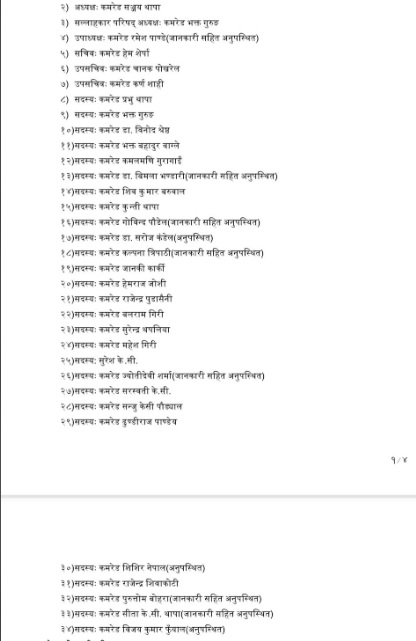 २) अध्यक्षः कमरेड सञ्जय थापा
३) सल्लाहकार परिषद् अध्यक्षः कमरेड भक्त गुरुङ
४) उपाध्यक्षः कमरेड रमेश पाण्डे(जानकारी सहित अनुपस्थित)
५) सचिवः कमरेड हेम शेर्पा
६) उपसचिवः कमरेड चानक पोखरेल
७) उपसचिवः कमरेड कर्ण शाही
८) सदस्यः कमरेड प्रभु थापा
९) सदस्यः कमरेड भक्त गुरुङ
१०)सदस्यः कमरेड डा. विनोद श्रेष्ठ
११)सदस्यः कमरेड भक्त बहादुर वाग्ले
१२)सदस्यः कमरेड कमलमणि गुरागाईं
१३)सदस्यः कमरेड डा. बिमला भण्डारी(जानकारी सहित अनुपस्थित)
१४)सदस्यः कमरेड शिव कुमार बरुवाल
१५)सदस्यः कमरेड कुन्ती थापा
१६)सदस्यः कमरेड गोविन्द पौडेल(जानकारी सहित अनुपस्थित)
१७)सदस्यः कमरेड डा. सरोज कंडेल(अनुपस्थित)
१८)सदस्यः कमरेड कल्पना त्रिपाठी(जानकारी सहित अनुपस्थित)
१९)सदस्यः कमरेड जानकी कार्की
२०)सदस्यः कमरेड हेमराज जोशी
२१)सदस्यः कमरेड राजेन्द्र पुडासैनी
२२)सदस्यः कमरेड बलराम गिरी
२३)सदस्यः कमरेड सुरेन्द्र थपलिया
२४)सदस्यः कमरेड महेश गिरी
२५)सदस्य: सुरेश के.सी.
२६)सदस्यः कमरेड ज्योतीदेवी शर्मा(जानकारी सहित अनुपस्थित)
२७)सदस्यः कमरेड सरस्वती के.सी.
२८)सदस्यः कमरेड सन्जु केसी पौड्याल
२९)सदस्यः कमरेड ढुण्डीराज पाण्डेय
१/४
३०)सदस्यः कमरेड शिशिर नेपाल(अनुपस्थित)
३१)सदस्यः कमरेड राजेन्द्र शिवाकोटी
३२)सदस्यः कमरेड पुरुसोम बोहरा(जानकारी सहित अनुपस्थित)
३३)सदस्यः कमरेड सीता के.सी. थापा(जानकारी सहित अनुपस्थित)
३४)सदस्यः कमरेड विजय कुमार फुँयाल(अनुपस्थित)